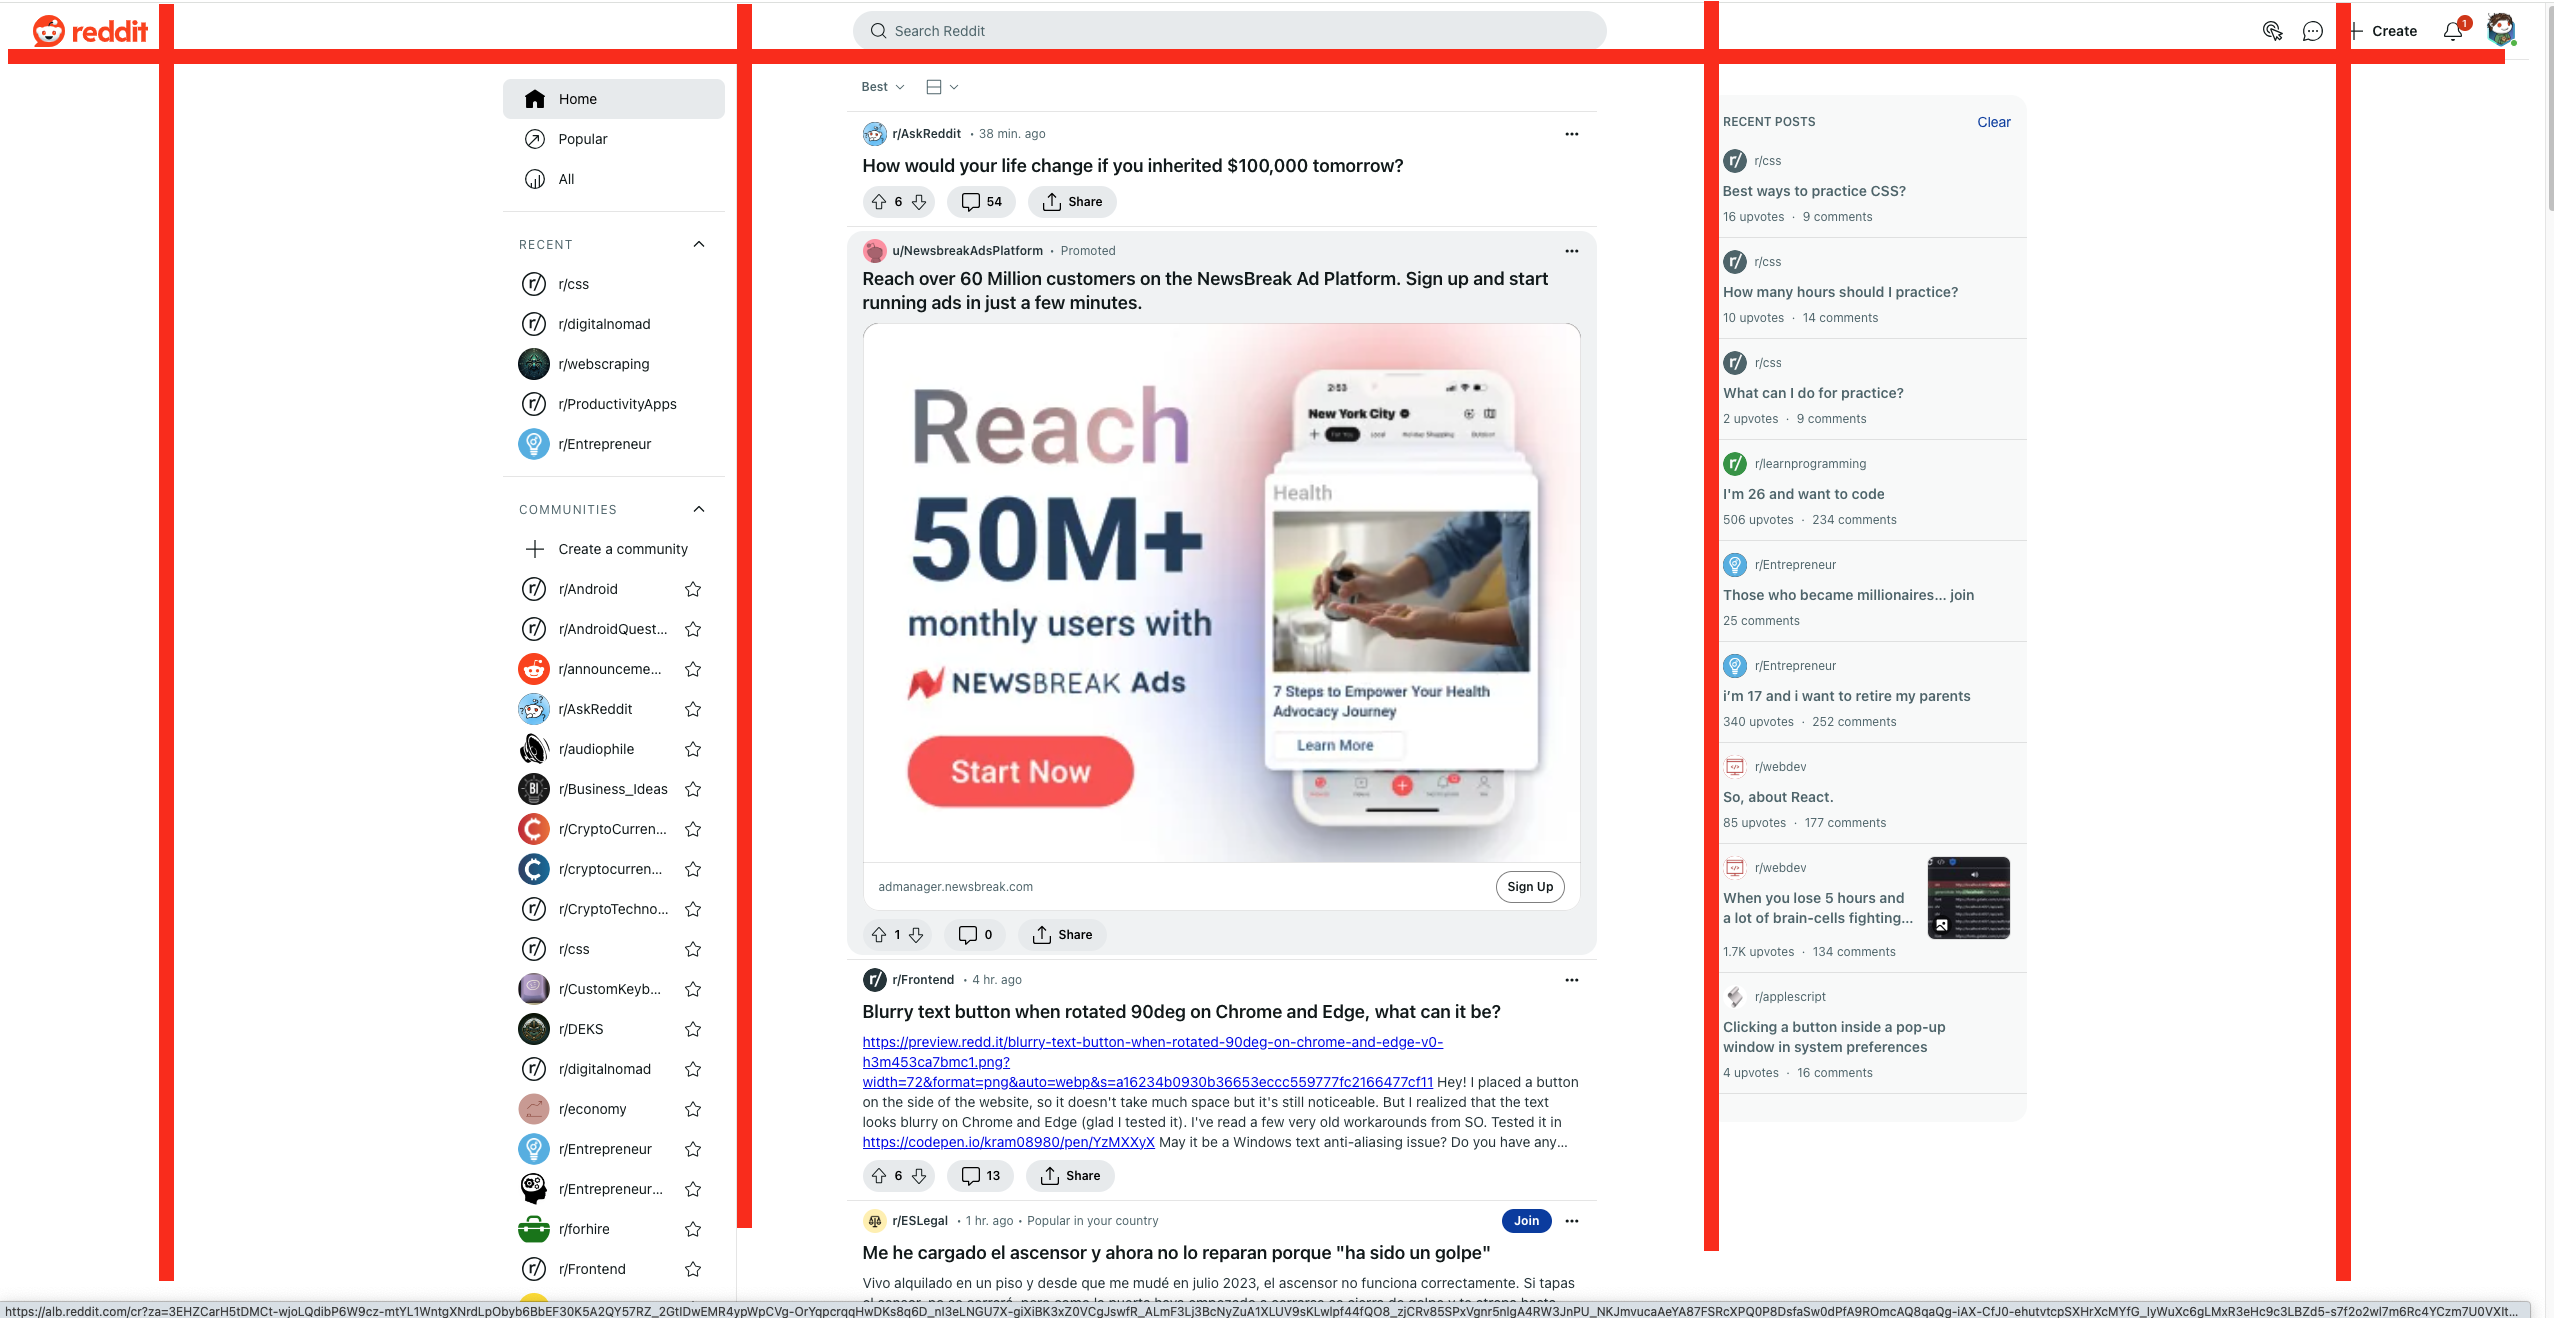 reddit
Search Reddit
Create
1
Home
Popular
All
RECENT
r/css
r/digitalnomad
r/webscraping
r/ProductivityApps
r/Entrepreneur
COMMUNITIES
Create a community
r/Android
r/AndroidQuest...
r/announceme...
r/AskReddit
r/audiophile
r/Business_Ideas
r/CryptoCurren...
r/cryptocurren...
r/CryptoTechno...
r/css
r/CustomKeyb...
r/DEKS
r/digitalnomad
r/economy
r/Entrepreneur
r/Entrepreneur...
r/forhire
r/Frontend
Best
r/AskReddit • 38 min. ago
How would your life change if you inherited $100,000 tomorrow?
6 54 Share
u/NewsbreakAdsPlatform • Promoted
Reach over 60 Million customers on the NewsBreak Ad Platform. Sign up and start
running ads in just a few minutes.
Reach
50M+
monthly users with
NEWSBREAK Ads
Start Now
2:53
New York City
For You Local Holiday Shopping Outdoor
Health
7 Steps to Empower Your Health
Advocacy Journey
Learn More
admanager.newsbreak.com
Sign Up
1 0 Share
r/Frontend • 4 hr. ago
Blurry text button when rotated 90deg on Chrome and Edge, what can it be?
https://preview.redd.it/blurry-text-button-when-rotated-90deg-on-chrome-and-edge-v0-
h3m453ca7bmc1.png?
width=72&format=png&auto=webp&s=a16234b0930b36653eccc559777fc2166477cf11 Hey! I placed a button
on the side of the website, so it doesn't take much space but it's still noticeable. But I realized that the text
looks blurry on Chrome and Edge (glad I tested it). I've read a few very old workarounds from SO. Tested it in
https://codepen.io/kram08980/pen/YzMXXyX May it be a Windows text anti-aliasing issue? Do you have any...
6 13 Share
r/ESLegal • 1 hr. ago • Popular in your country
Join
Me he cargado el ascensor y ahora no lo reparan porque "ha sido un golpe"
Vivo alquilado en un piso y desde que me mudé en julio 2023, el ascensor no funciona correctamente. Si tapas
RECENT POSTS
Clear
r/css
Best ways to practice CSS?
16 upvotes · 9 comments
r/css
How many hours should I practice?
10 upvotes · 14 comments
r/css
What can I do for practice?
2 upvotes · 9 comments
r/learnprogramming
I'm 26 and want to code
506 upvotes · 234 comments
r/Entrepreneur
Those who became millionaires... join
25 comments
r/Entrepreneur
i'm 17 and i want to retire my parents
340 upvotes · 252 comments
r/webdev
So, about React.
85 upvotes · 177 comments
r/webdev
When you lose 5 hours and
a lot of brain-cells fighting...
1.7K upvotes · 134 comments
r/applescript
Clicking a button inside a pop-up
window in system preferences
4 upvotes · 16 comments